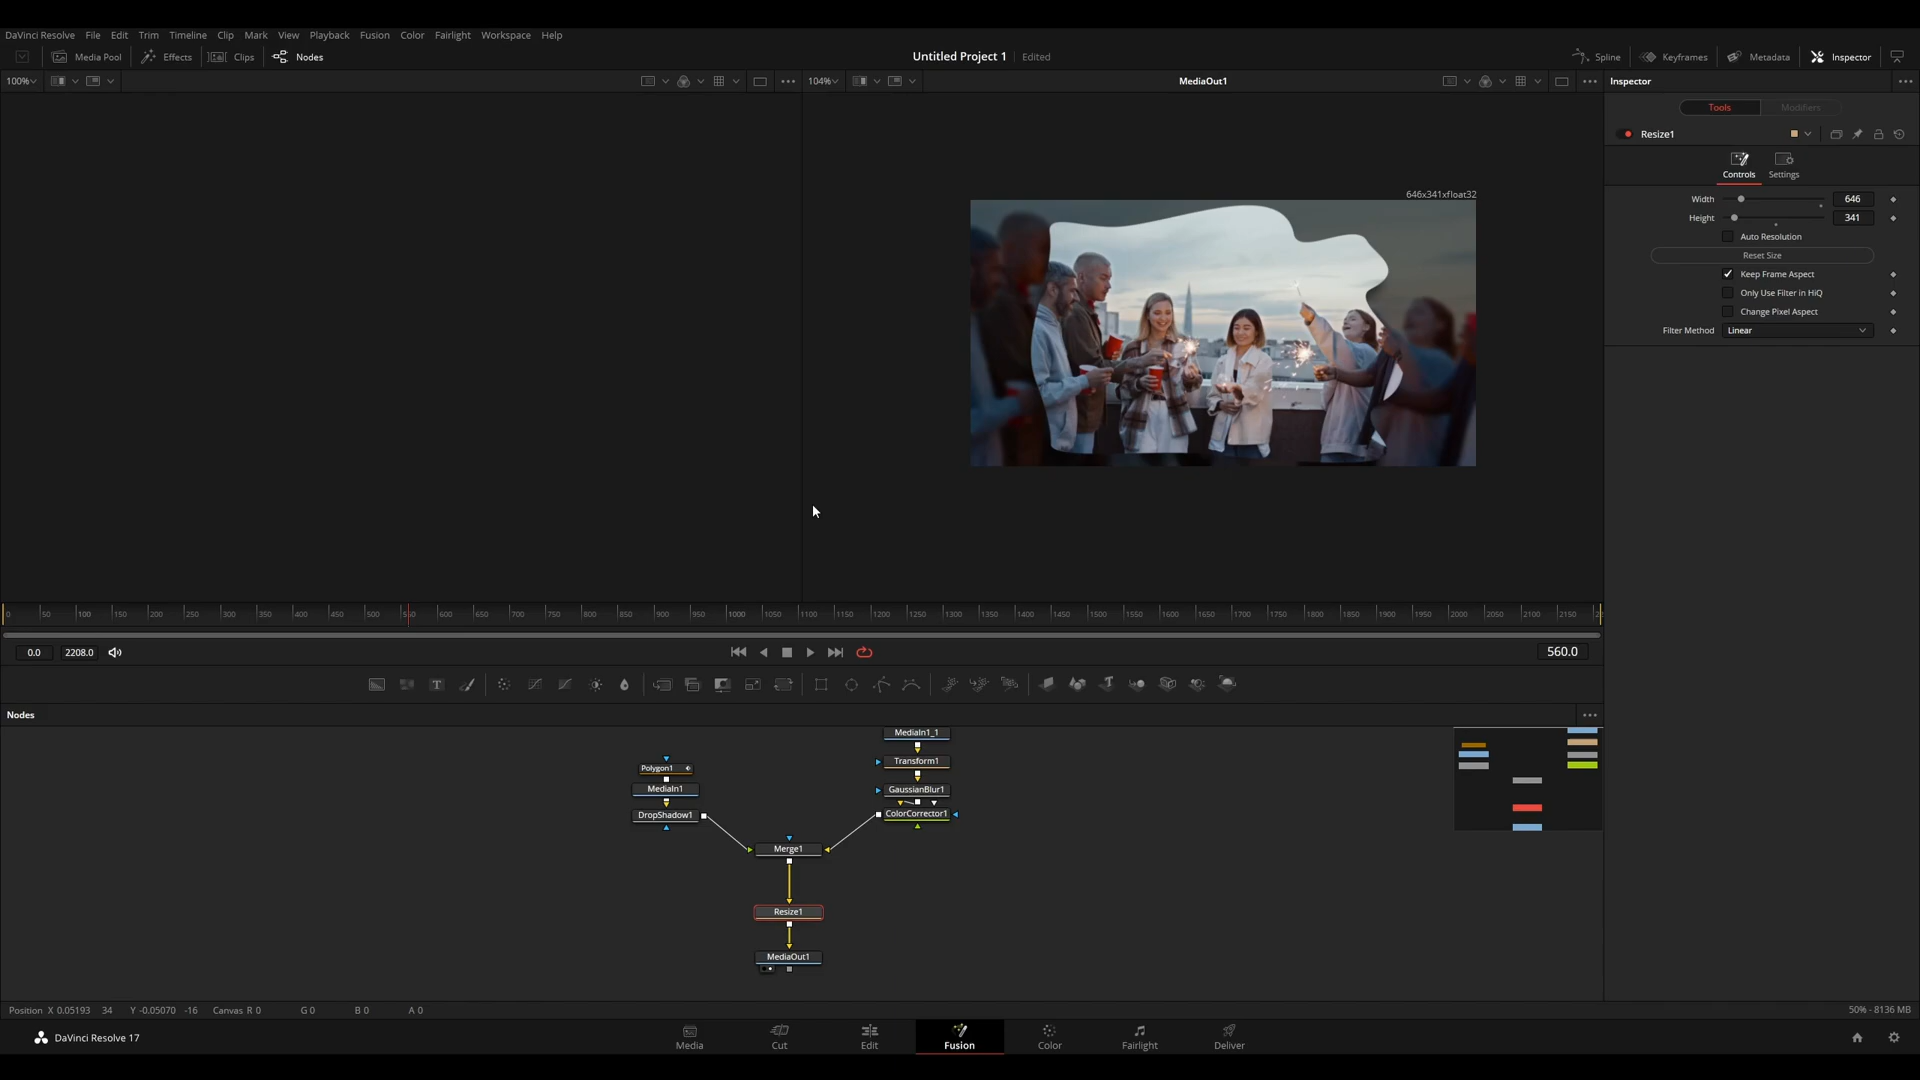 DaVinci Resolve File Edit Trim Timeline Clip Mark View Playback Fusion Color Fairlight Workspace Help
Media Pool Effects Clips Nodes Untitled Project 1 Edited Spline Keyframes Metadata Inspector
100% 104% MediaOut1 Inspector
Tools Modifiers
Resize1
Controls Settings
646x341xfloat32
Width 646
Height 341
Auto Resolution
Reset Size
Keep Frame Aspect
Only Use Filter in HiQ
Change Pixel Aspect
Filter Method Linear
0 50 100 150 200 250 300 350 400 450 500 550 600 650 700 750 800 850 900 950 1000 1050 1100 1150 1200 1250 1300 1350 1400 1450 1500 1550 1600 1650 1700 1750 1800 1850 1900 1950 2000 2050 2100 2150
0.0 2208.0 560.0
Nodes
MediaIn1_1
Transform1
Polygon1
MediaIn1 GaussianBlur1
DropShadow1 ColorCorrector1
Merge1
Resize1
MediaOut1
Position X 0.05193 34 Y -0.05070 -16 Canvas R 0 G 0 B 0 A 0 50% - 8136 MB
DaVinci Resolve 17 Media Cut Edit Fusion Color Fairlight Deliver